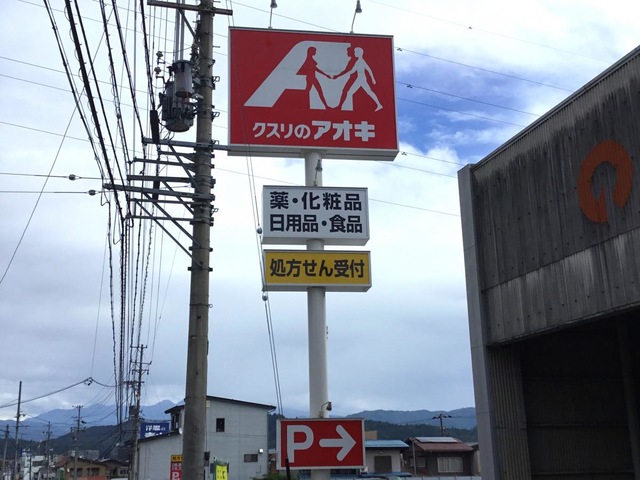 クスリのアオキ
薬・化粧品
日用品・食品
処方せん受付
P→